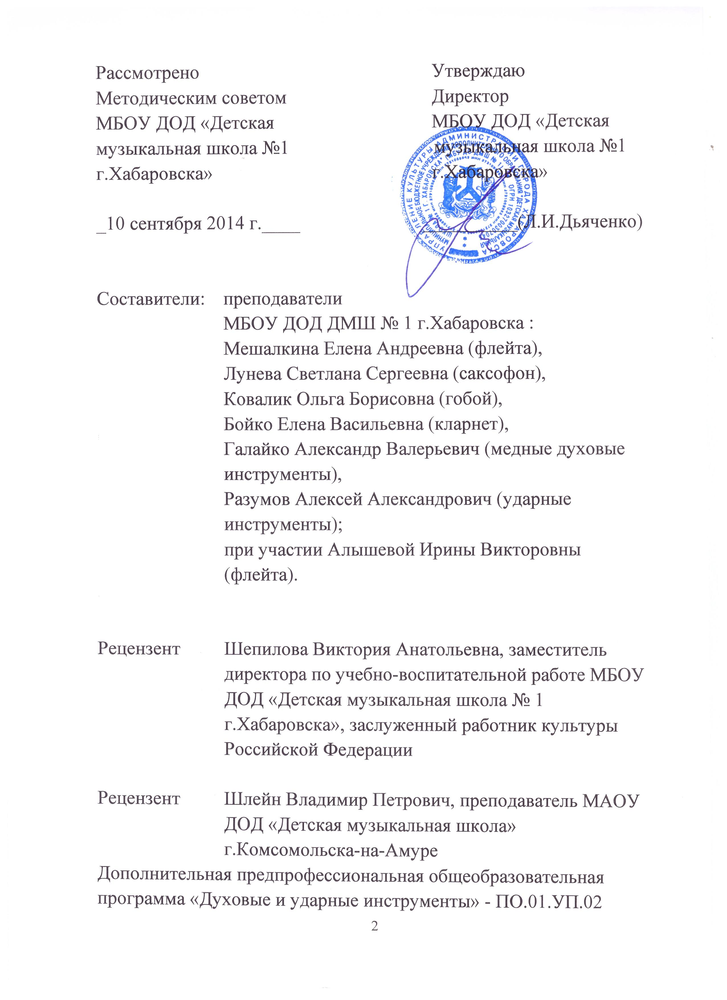 Рассмотрено
Методическим советом
МБОУ ДОД «Детская
музыкальная школа №1
г.Хабаровска»
_10 сентября 2014 г.____
Утверждаю
Директор
МБОУ ДОД «Детская
музыкальная школа №1
г.Хабаровска»
(Л.И.Дьяченко)
УПРАВЛЕНИЕ КУЛЬТУРЫ АДМИНИСТРАЦИИ ГОРОДА ХАБАРОВСКА
Составители: преподаватели
МБОУ ДОД ДМШ № 1 г.Хабаровска :
Мешалкина Елена Андреевна (флейта),
Лунева Светлана Сергеевна (саксофон),
Ковалик Ольга Борисовна (гобой),
Бойко Елена Васильевна (кларнет),
Галайко Александр Валерьевич (медные духовые
инструменты),
Разумов Алексей Александрович (ударные
инструменты);
при участии Алышевой Ирины Викторовны
(флейта).
Рецензент Шепилова Виктория Анатольевна, заместитель
директора по учебно-воспитательной работе МБОУ
ДОД «Детская музыкальная школа № 1
г.Хабаровска», заслуженный работник культуры
Российской Федерации
Рецензент Шлейн Владимир Петрович, преподаватель МАОУ
ДОД «Детская музыкальная школа»
г.Комсомольска-на-Амуре
Дополнительная предпрофессиональная общеобразовательная
программа «Духовые и ударные инструменты» - ПО.01.УП.02
2